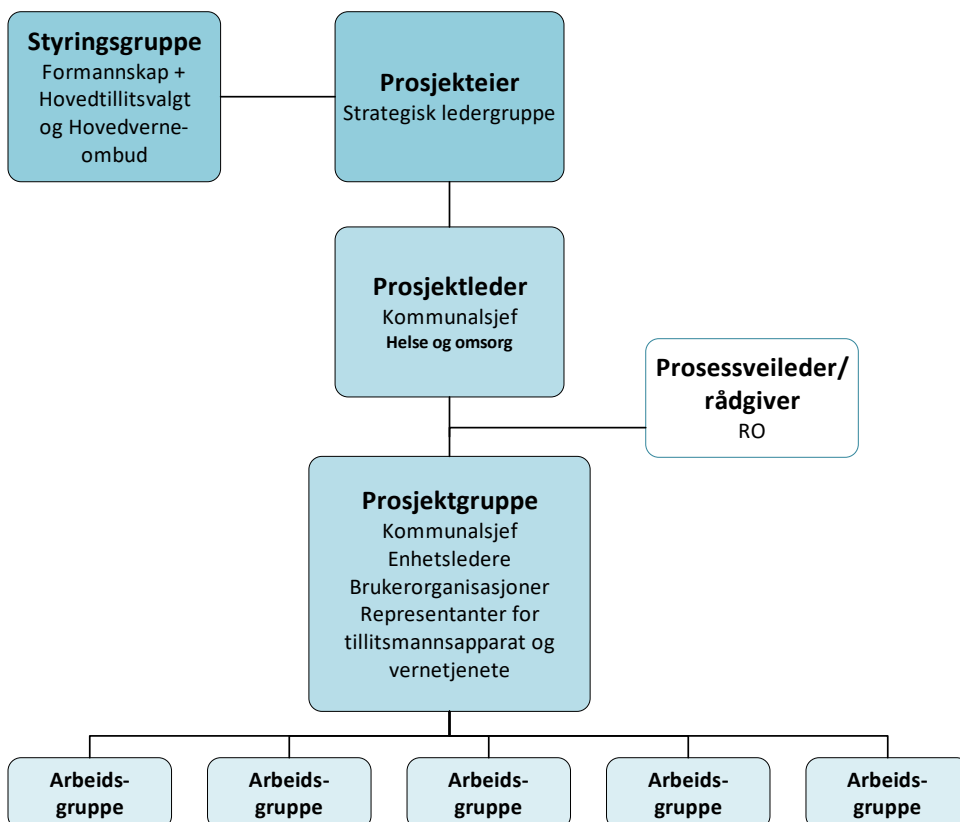 Styringsgruppe
Formannskap +
Hovedtillitsvalgt
og Hovedverne-
ombud
Prosjekteier
Strategisk ledergruppe
Prosjektleder
Kommunalsjef
Helse og omsorg
Prosessveileder/
rådgiver
RO
Prosjektgruppe
Kommunalsjef
Enhetsledere
Brukerorganisasjoner
Representanter for
tillitsmannsapparat og
vernetjenete
Arbeids-
gruppe
Arbeids-
gruppe
Arbeids-
gruppe
Arbeids-
gruppe
Arbeids-
gruppe